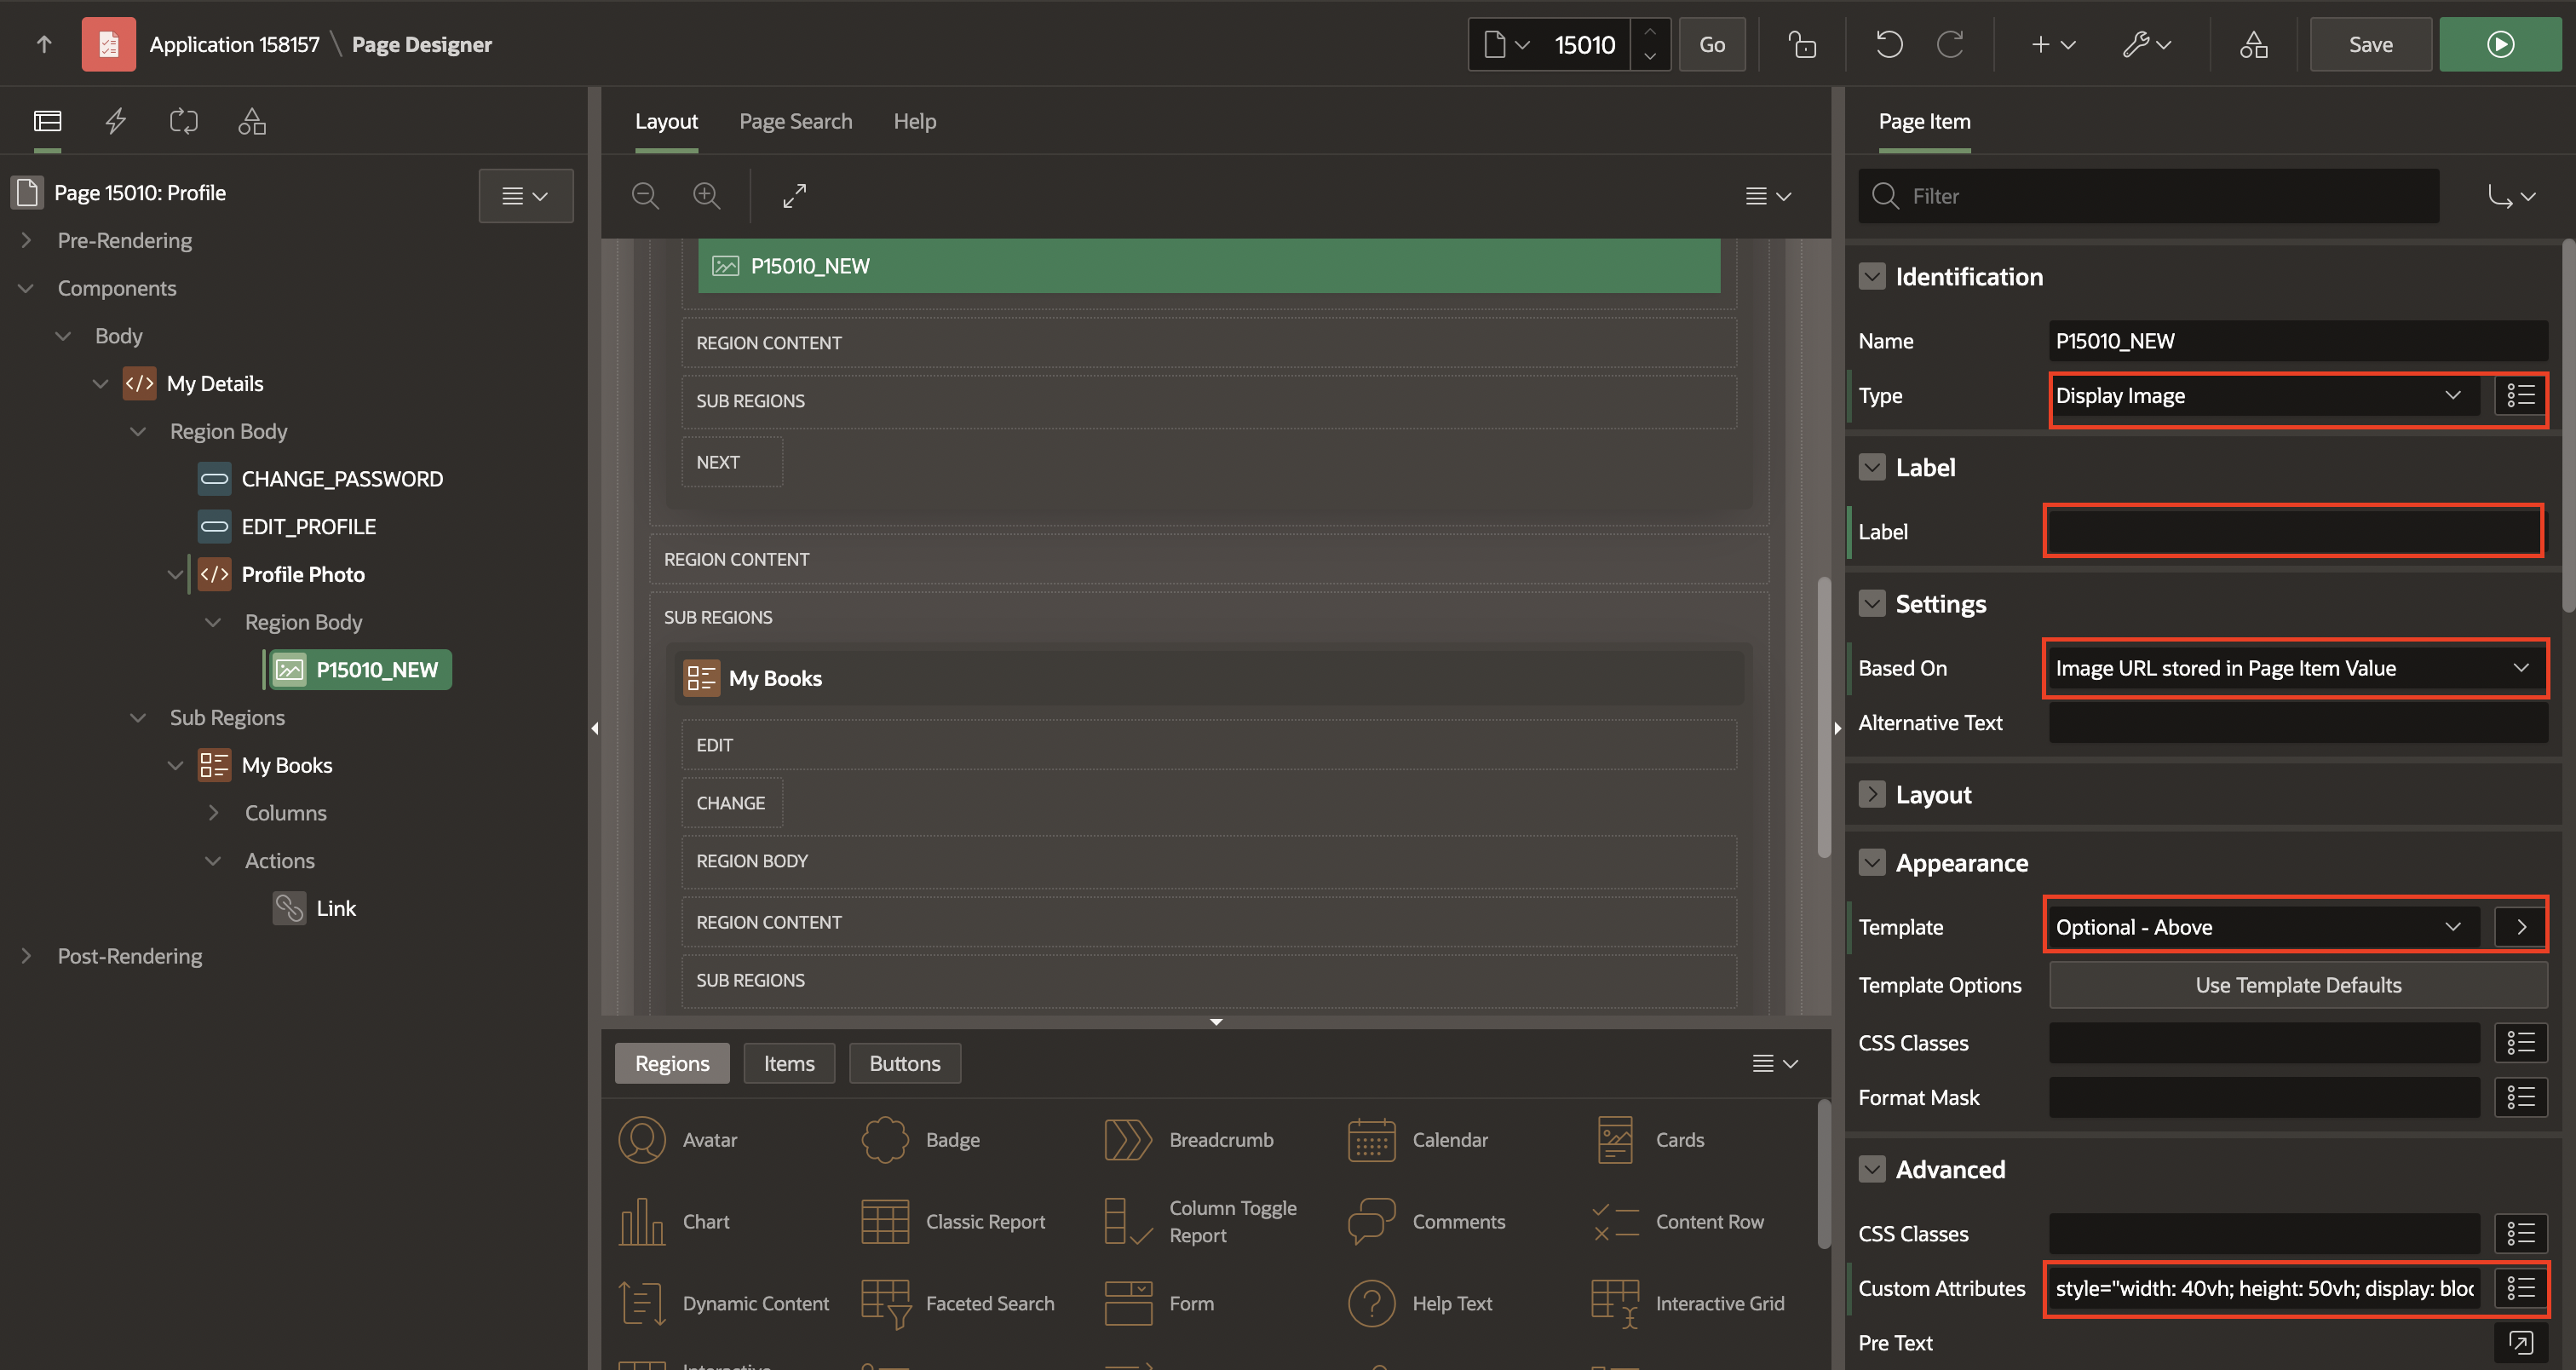 Application 158157 \ Page Designer
15010
Go
Save
Page 15010: Profile
Pre-Rendering
Components
Body
My Details
Region Body
CHANGE_PASSWORD
EDIT_PROFILE
Profile Photo
Region Body
P15010_NEW
Sub Regions
My Books
Columns
Actions
Link
Post-Rendering
Layout
Page Search
Help
P15010_NEW
REGION CONTENT
SUB REGIONS
NEXT
REGION CONTENT
SUB REGIONS
My Books
EDIT
CHANGE
REGION BODY
REGION CONTENT
SUB REGIONS
Regions
Items
Buttons
Avatar
Badge
Breadcrumb
Calendar
Cards
Chart
Classic Report
Column Toggle
Report
Comments
Content Row
Dynamic Content
Faceted Search
Form
Help Text
Interactive Grid
Page Item
Filter
Identification
Name
P15010_NEW
Type
Display Image
Label
Label
Settings
Based On
Image URL stored in Page Item Value
Alternative Text
Layout
Appearance
Template
Optional - Above
Template Options
Use Template Defaults
CSS Classes
Format Mask
Advanced
CSS Classes
Custom Attributes
style="width: 40vh; height: 50vh; display: bloc
Pre Text